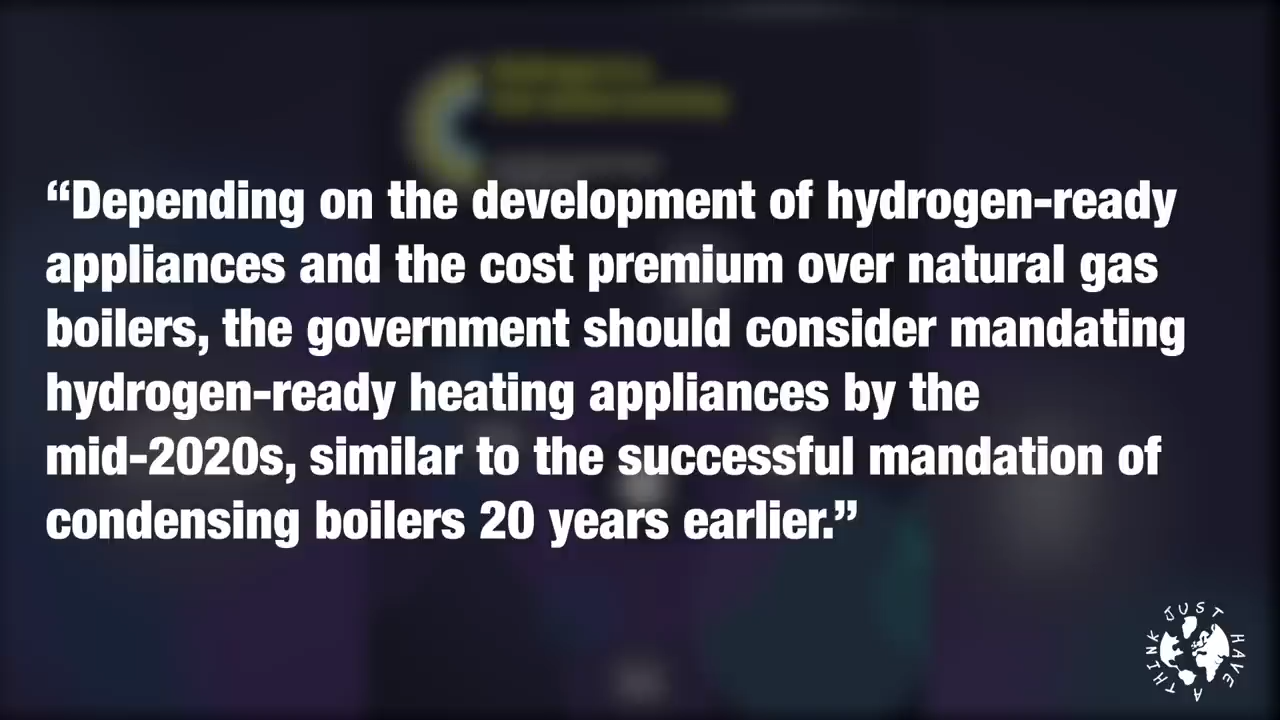 “Depending on the development of hydrogen-ready
appliances and the cost premium over natural gas
boilers, the government should consider mandating
hydrogen-ready heating appliances by the
mid-2020s, similar to the successful mandation of
condensing boilers 20 years earlier.”
JUST HAVE A THINK